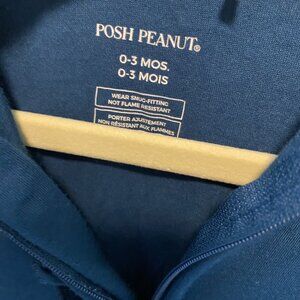 POSH PEANUT®
0-3 MOS.
0-3 MOIS
WEAR SNUG-FITTING
NOT FLAME RESISTANT
PORTER AJUSTEMENT
NON RÉSISTANT AUX FLAMMES